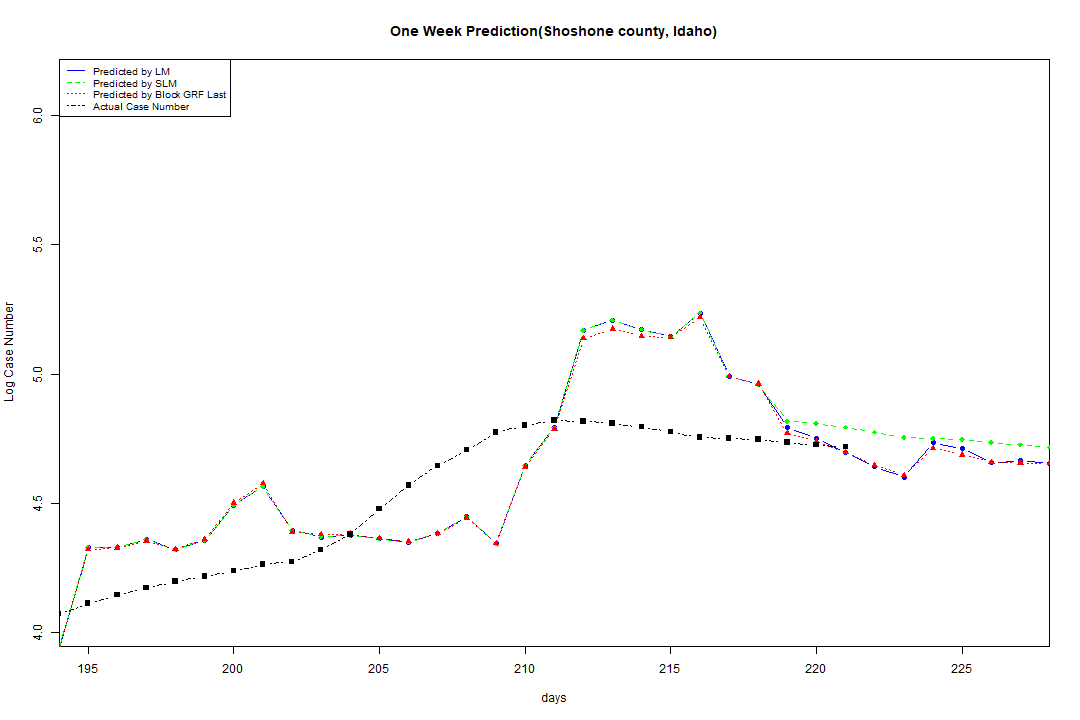 One Week Prediction(Shoshone county, Idaho)
Predicted by LM
Predicted by SLM
Predicted by Block GRF Last
Actual Case Number
6.0
5.5
5.0
4.5
4.0
Log Case Number
195 200 205 210 215 220 225
days